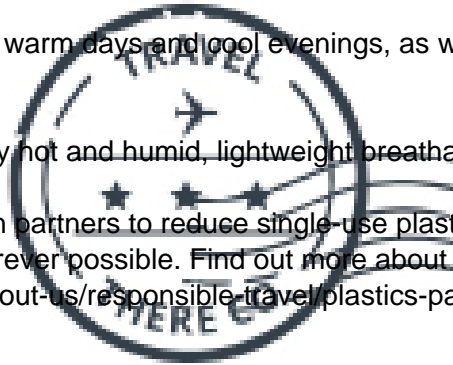 warm days and cool evenings, as w
TRAVEL
y hot and humid, lightweight breatha
n partners to reduce single-use plast
rever possible. Find out more about
out-us/responsible-travel/plastics-pa
THERE